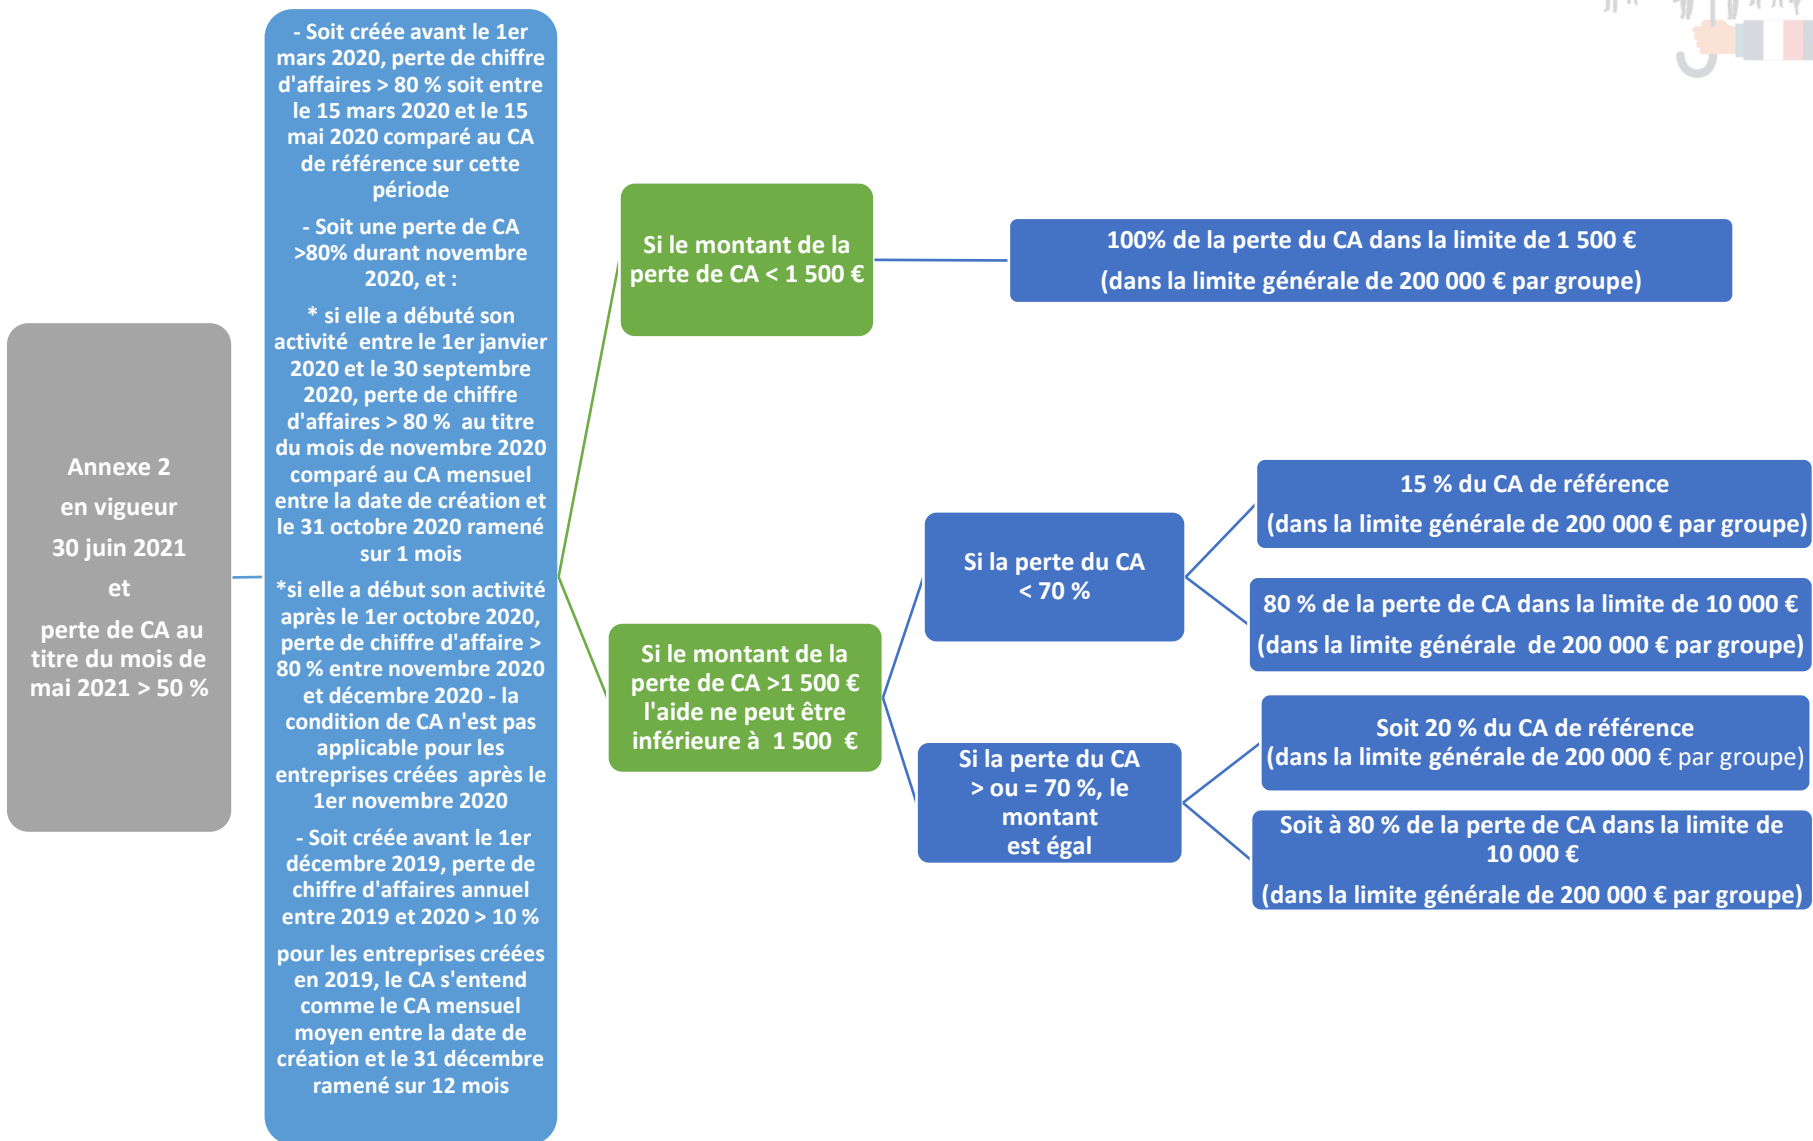 Annexe 2
en vigueur
30 juin 2021
et
perte de CA au
titre du mois de
mai 2021 > 50 %
- Soit créée avant le 1er
mars 2020, perte de chiffre
d'affaires > 80 % soit entre
le 15 mars 2020 et le 15
mai 2020 comparé au CA
de référence sur cette
période
- Soit une perte de CA
>80% durant novembre
2020, et :
* si elle a débuté son
activité entre le 1er janvier
2020 et le 30 septembre
2020, perte de chiffre
d'affaires > 80 % au titre
du mois de novembre 2020
comparé au CA mensuel
entre la date de création et
le 31 octobre 2020 ramené
sur 1 mois
*si elle a début son activité
après le 1er octobre 2020,
perte de chiffre d'affaire >
80 % entre novembre 2020
et décembre 2020 - la
condition de CA n'est pas
applicable pour les
entreprises créées après le
1er novembre 2020
- Soit créée avant le 1er
décembre 2019, perte de
chiffre d'affaires annuel
entre 2019 et 2020 > 10 %
pour les entreprises créées
en 2019, le CA s'entend
comme le CA mensuel
moyen entre la date de
création et le 31 décembre
ramené sur 12 mois
Si le montant de la
perte de CA < 1 500 €
100% de la perte du CA dans la limite de 1 500 €
(dans la limite générale de 200 000 € par groupe)
Si le montant de la
perte de CA >1 500 €
l'aide ne peut être
inférieure à 1 500 €
Si la perte du CA
< 70 %
15 % du CA de référence
(dans la limite générale de 200 000 € par groupe)
80 % de la perte de CA dans la limite de 10 000 €
(dans la limite générale de 200 000 € par groupe)
Si la perte du CA
> ou = 70 %, le
montant
est égal
Soit 20 % du CA de référence
(dans la limite générale de 200 000 € par groupe)
Soit à 80 % de la perte de CA dans la limite de
10 000 €
(dans la limite générale de 200 000 € par groupe)